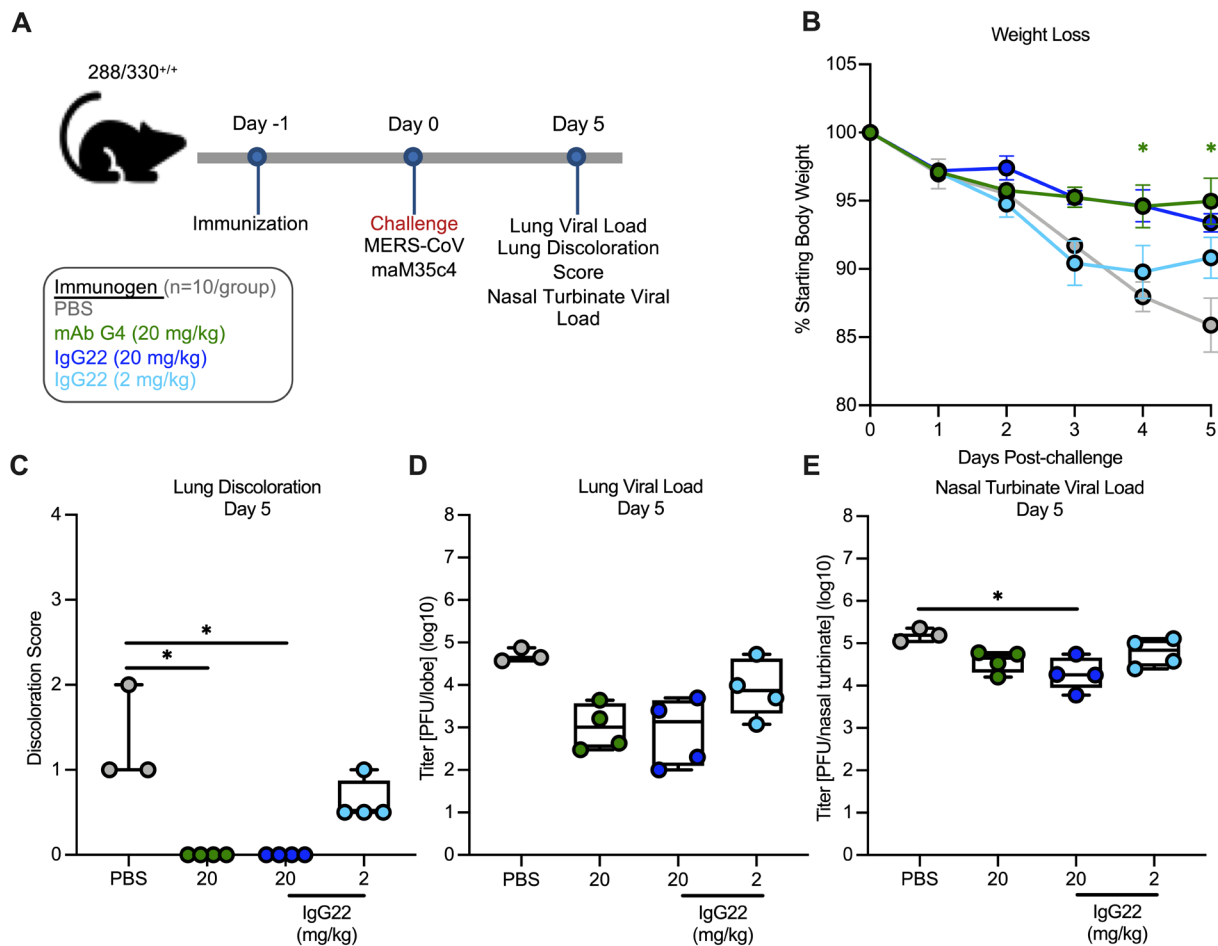 A
288/330+/+
Day -1
Day 0
Day 5
Immunization
Challenge
MERS-CoV
maM35c4
Lung Viral Load
Lung Discoloration
Score
Nasal Turbinate Viral
Load
Immunogen (n=10/group)
PBS
mAb G4 (20 mg/kg)
IgG22 (20 mg/kg)
IgG22 (2 mg/kg)
B
Weight Loss
% Starting Body Weight
105
100
95
90
85
80
* *
0 1 2 3 4 5
Days Post-challenge
C
Lung Discoloration
Day 5
Discoloration Score
4
3
2
1
0
*
*
PBS 20 20 2
IgG22
(mg/kg)
D
Lung Viral Load
Day 5
Titer [PFU/lobe] (log10)
8
7
6
5
4
3
2
1
0
PBS 20 20 2
IgG22
(mg/kg)
E
Nasal Turbinate Viral Load
Day 5
Titer [PFU/nasal turbinate] (log10)
8
7
6
5
4
3
2
1
0
*
PBS 20 20 2
IgG22
(mg/kg)